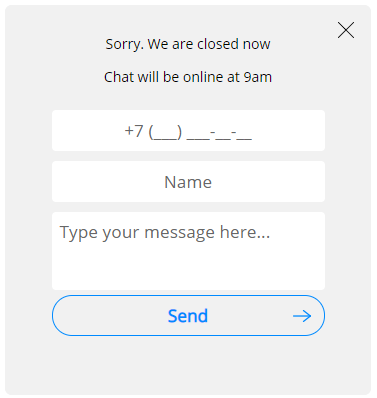 Sorry. We are closed now
Chat will be online at 9am
+7 (___) ___-__-__
Name
Type your message here...
Send